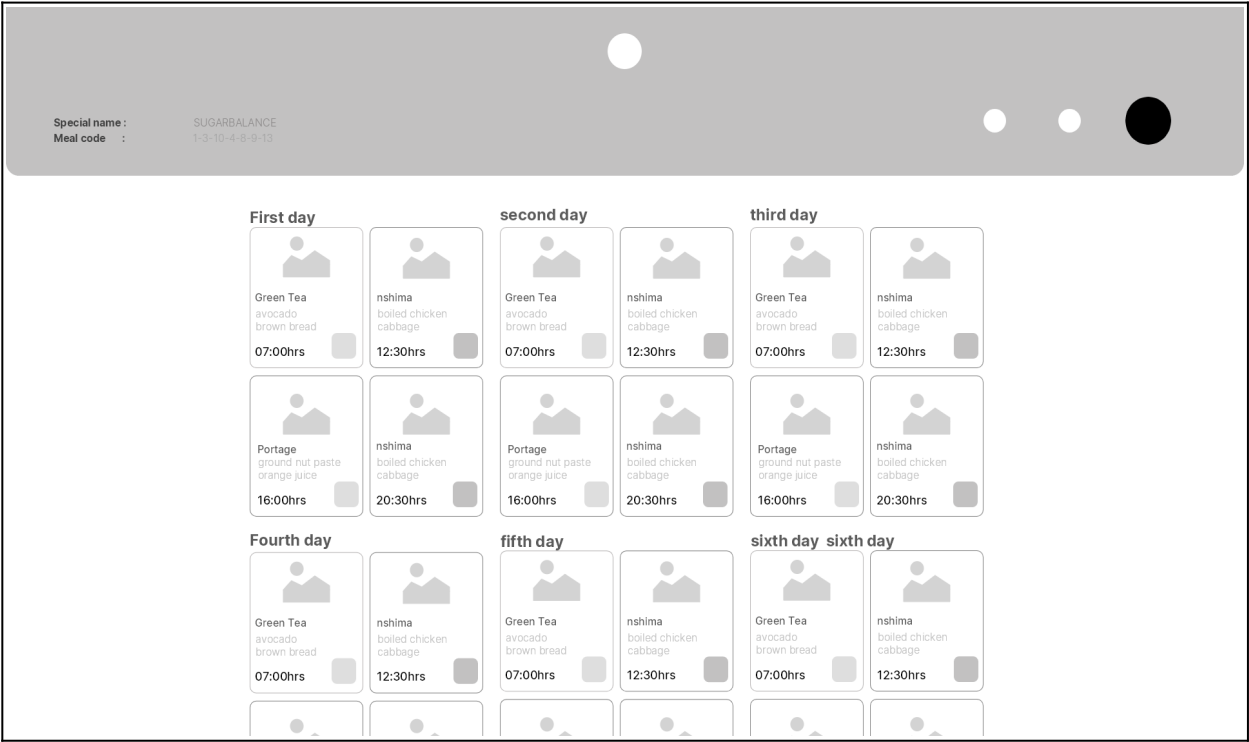 Special name : SUGARBALANCE
Meal code : 1-3-10-4-8-9-13
First day
second day
third day
Green Tea
avocado
brown bread
07:00hrs
nshima
boiled chicken
cabbage
12:30hrs
Green Tea
avocado
brown bread
07:00hrs
nshima
boiled chicken
cabbage
12:30hrs
Green Tea
avocado
brown bread
07:00hrs
nshima
boiled chicken
cabbage
12:30hrs
Portage
ground nut paste
orange juice
16:00hrs
nshima
boiled chicken
cabbage
20:30hrs
Portage
ground nut paste
orange juice
16:00hrs
nshima
boiled chicken
cabbage
20:30hrs
Portage
ground nut paste
orange juice
16:00hrs
nshima
boiled chicken
cabbage
20:30hrs
Fourth day
fifth day
sixth day sixth day
Green Tea
avocado
brown bread
07:00hrs
nshima
boiled chicken
cabbage
12:30hrs
Green Tea
avocado
brown bread
07:00hrs
nshima
boiled chicken
cabbage
12:30hrs
Green Tea
avocado
brown bread
07:00hrs
nshima
boiled chicken
cabbage
12:30hrs